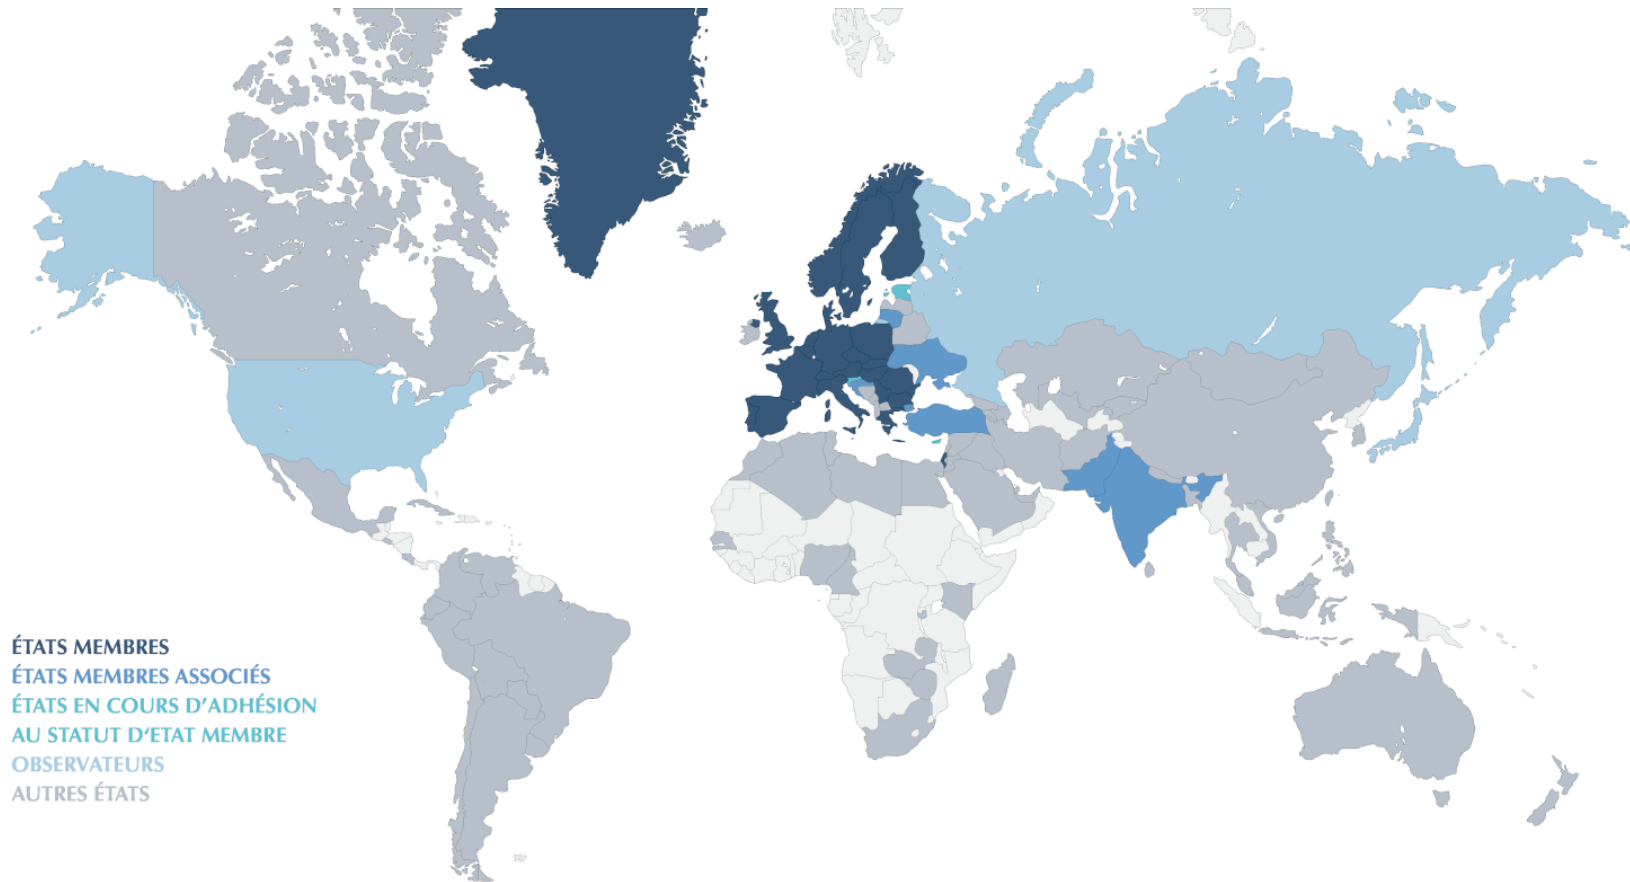 ÉTATS MEMBRES
ÉTATS MEMBRES ASSOCIÉS
ÉTATS EN COURS D’ADHÉSION
AU STATUT D‘ETAT MEMBRE
OBSERVATEURS
AUTRES ÉTATS